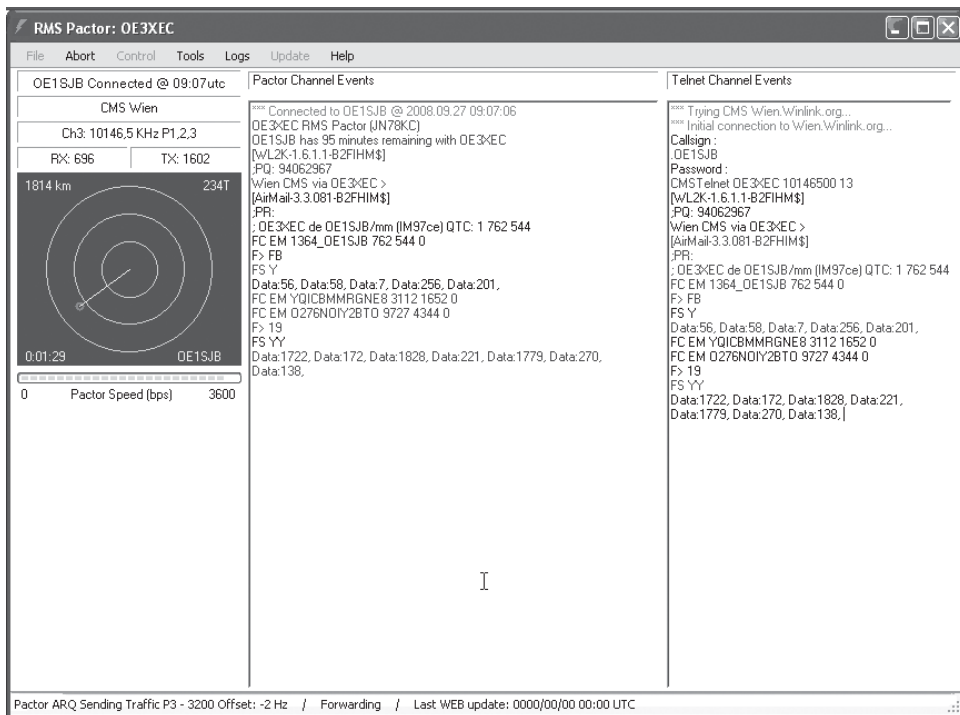 RMS Pactor: OE3XEC
File Abort Control Tools Logs Update Help
OE1SJB Connected @ 09:07utc
CMS Wien
Ch3: 10146,5 KHz P1,2,3
RX: 696 TX: 1602
1814 km 234T
0:01:29 OE1SJB
0 Pactor Speed (bps) 3600
Pactor Channel Events
*** Connected to OE1SJB @ 2008.09.27 09:07:06
OE3XEC RMS Pactor (JN78KC)
OE1SJB has 95 minutes remaining with OE3XEC
[WL2K-1.6.1.1-B2FIHM$]
;PQ: 94062967
Wien CMS via OE3XEC >
[AirMail-3.3.081-B2FHIM$]
;PR:
; OE3XEC de OE1SJB/mm (IM97ce) QTC: 1 762 544
FC EM 1364_OE1SJB 762 544 0
F> FB
FS Y
Data:56, Data:58, Data:7, Data:256, Data:201,
FC EM YQICBMMRGNE8 3112 1652 0
FC EM O276NOIY2BTO 9727 4344 0
F> 19
FS YY
Data:1722, Data:172, Data:1828, Data:221, Data:1779, Data:270,
Data:138,
Telnet Channel Events
*** Trying CMS Wien.Winlink.org...
*** Initial connection to Wien.Winlink.org...
Callsign :
.OE1SJB
Password :
CMSTelnet OE3XEC 10146500 13
[WL2K-1.6.1.1-B2FIHM$]
;PQ: 94062967
Wien CMS via OE3XEC >
[AirMail-3.3.081-B2FHIM$]
;PR:
; OE3XEC de OE1SJB/mm (IM97ce) QTC: 1 762 544
FC EM 1364_OE1SJB 762 544 0
F> FB
FS Y
Data:56, Data:58, Data:7, Data:256, Data:201,
FC EM YQICBMMRGNE8 3112 1652 0
FC EM O276NOIY2BTO 9727 4344 0
F> 19
FS YY
Data:1722, Data:172, Data:1828, Data:221,
Data:1779, Data:270, Data:138,
Pactor ARQ Sending Traffic P3 - 3200 Offset: -2 Hz / Forwarding / Last WEB update: 0000/00/00 00:00 UTC